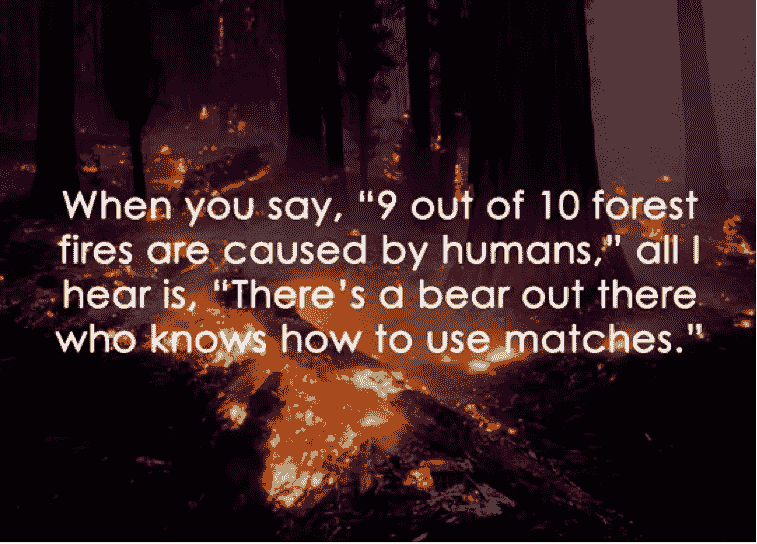 When you say, “9 out of 10 forest
fires are caused by humans,” all I
hear is, “There’s a bear out there
who knows how to use matches.”